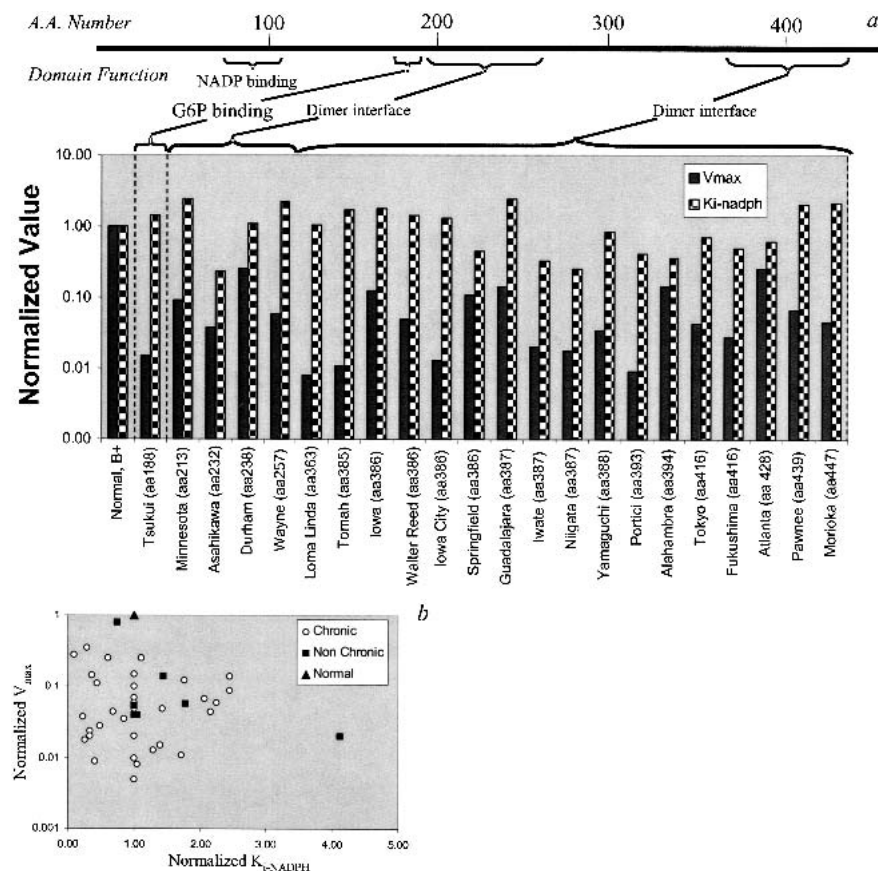 A.A. Number 100 200 300 400 a
Domain Function
NADP binding
G6P binding Dimer interface Dimer interface
10.00
1.00
0.10
0.01
0.00
Normalized Value
Vmax
Ki-nadph
Normal, B+
Tsukui (aa188)
Minnesota (aa213)
Asahikawa (aa232)
Durham (aa238)
Wayne (aa257)
Loma Linda (aa363)
Tomah (aa385)
Iowa (aa386)
Walter Reed (aa386)
Iowa City (aa386)
Springfield (aa386)
Guadalajara (aa387)
Iwate (aa387)
Niigata (aa387)
Yamaguchi (aa388)
Portici (aa393)
Alahambra (aa394)
Tokyo (aa416)
Fukushima (aa416)
Atlanta (aa 428)
Pawnee (aa439)
Morioka (aa447)
b
1
0.1
0.01
0.001
Normalized Vmax
Chronic
Non Chronic
Normal
0.00 1.00 2.00 3.00 4.00 5.00
Normalized Ki-NADPH